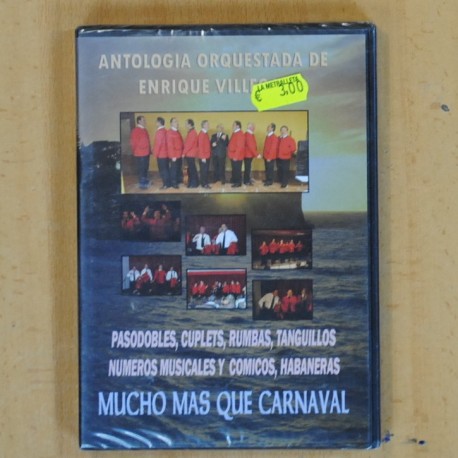 ANTOLOGIA ORQUESTADA DE
ENRIQUE
LA METRALLETA
€ 3,00
PASODOBLES, CUPLETS, RUMBAS, TANGUILLOS
NUMEROS MUSICALES Y COMICOS, HABANERAS
MUCHO MAS QUE CARNAVAL